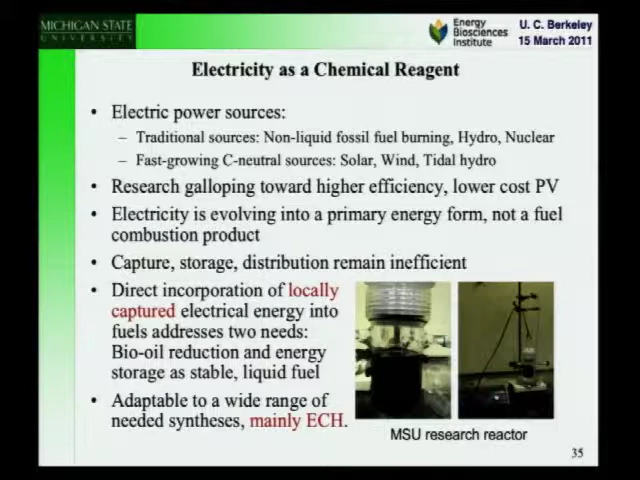 MICHIGAN STATE
UNIVERSITY
Energy
Biosciences
Institute
U. C. Berkeley
15 March 2011
Electricity as a Chemical Reagent
• Electric power sources:
– Traditional sources: Non-liquid fossil fuel burning, Hydro, Nuclear
– Fast-growing C-neutral sources: Solar, Wind, Tidal hydro
• Research galloping toward higher efficiency, lower cost PV
• Electricity is evolving into a primary energy form, not a fuel
combustion product
• Capture, storage, distribution remain inefficient
• Direct incorporation of locally
captured electrical energy into
fuels addresses two needs:
Bio-oil reduction and energy
storage as stable, liquid fuel
• Adaptable to a wide range of
needed syntheses, mainly ECH.
MSU research reactor
35